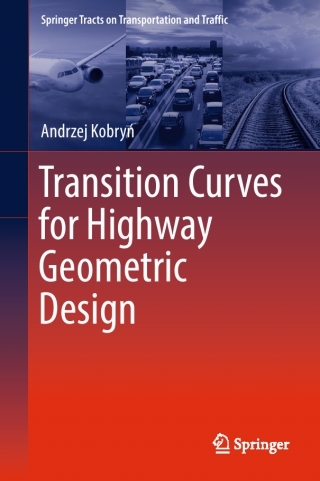 Springer Tracts on Transportation and Traffic
Andrzej Kobryń
Transition Curves
for Highway
Geometric
Design
Springer